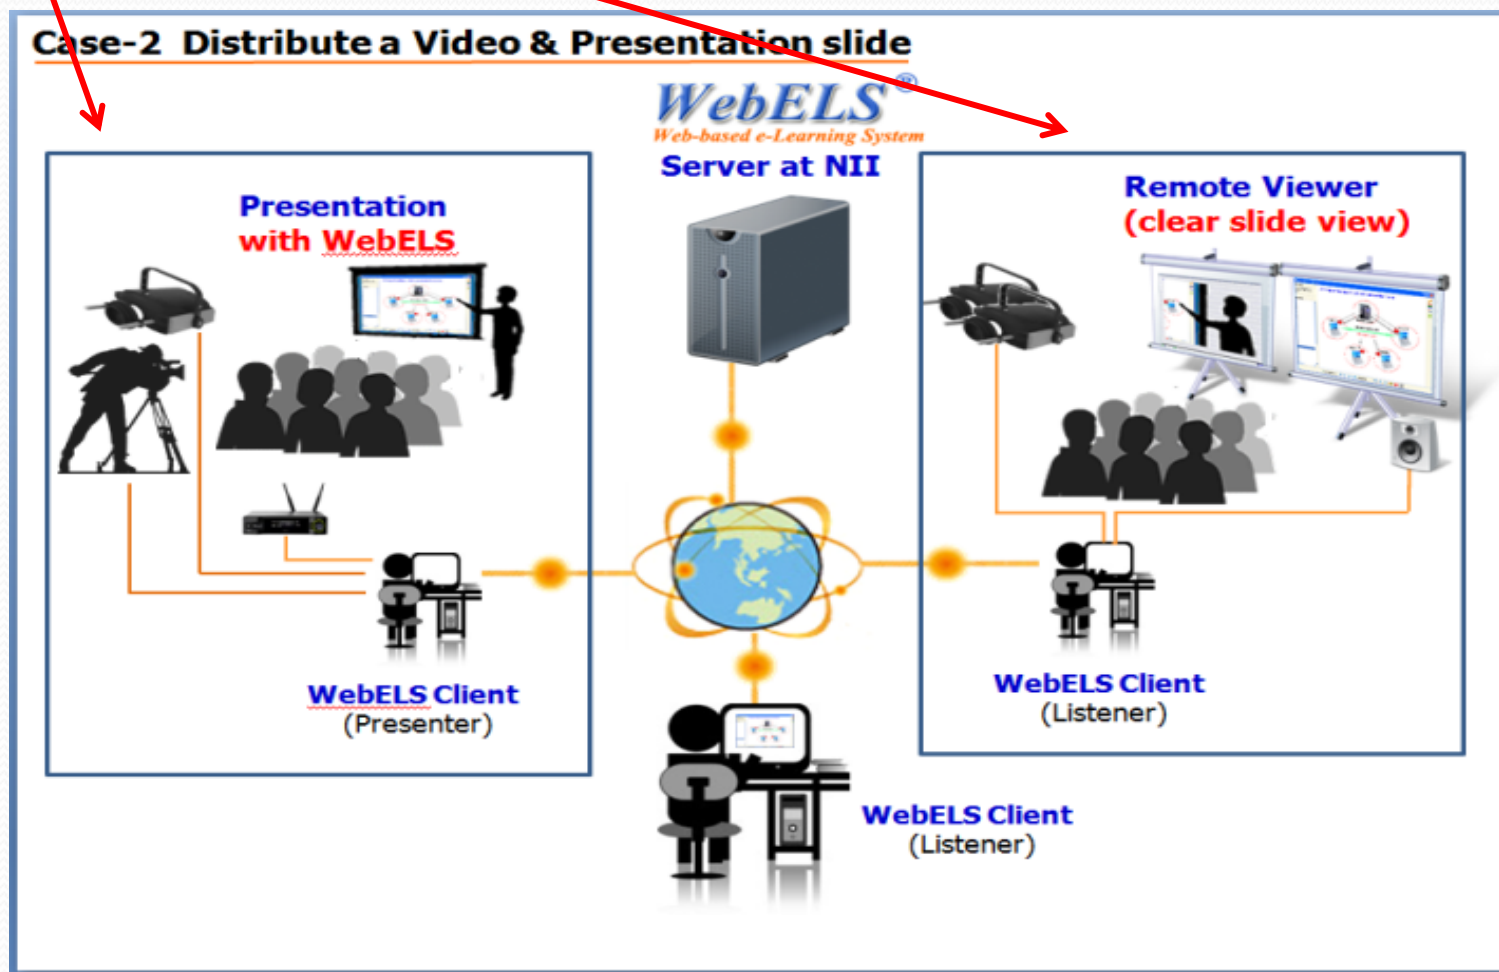 Case-2 Distribute a Video & Presentation slide
WebELS®
Web-based e-Learning System
Server at NII
Presentation
with WebELS
Remote Viewer
(clear slide view)
WebELS Client
(Presenter)
WebELS Client
(Listener)
WebELS Client
(Listener)